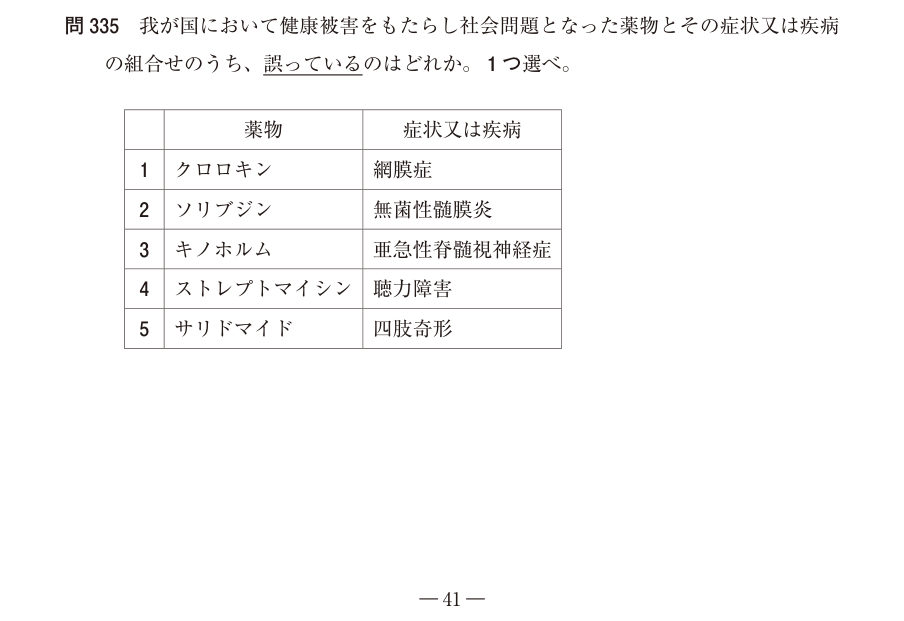 問 335 我が国において健康被害をもたらし社会問題となった薬物とその症状又は疾病
の組合せのうち、誤っているのはどれか。1つ選べ。
薬物 症状又は疾病
1 クロロキン 網膜症
2 ソリブジン 無菌性髄膜炎
3 キノホルム 亜急性脊髄視神経症
4 ストレプトマイシン 聴力障害
5 サリドマイド 四肢奇形
— 41 —